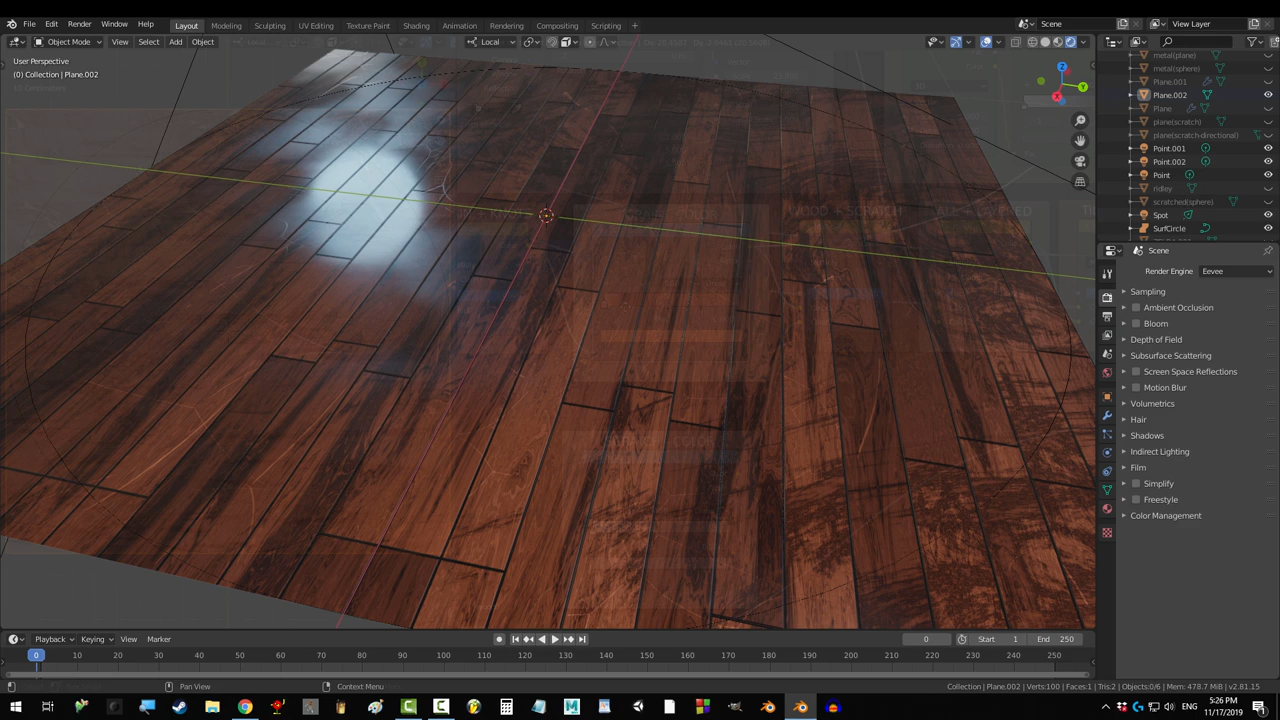 File Edit Render Window Help Layout Modeling Sculpting UV Editing Texture Paint Shading Animation Rendering Compositing Scripting Scene View Layer
Object Mode View Select Add Object Local
User Perspective
(0) Collection | Plane.002
10 Centimeters
metal(plane)
metal(sphere)
Plane.001
Plane.002
Plane
plane(scratch)
plane(scratch-directional)
Point.001
Point.002
Point
ridley
scratched(sphere)
Spot
SurfCircle
Scene
Render Engine Eevee
Sampling
Ambient Occlusion
Bloom
Depth of Field
Subsurface Scattering
Screen Space Reflections
Motion Blur
Volumetrics
Hair
Shadows
Indirect Lighting
Film
Simplify
Freestyle
Color Management
X
Y
Z
Playback Keying View Marker 0 Start 1 End 250
0 10 20 30 40 50 60 70 80 90 100 110 120 130 140 150 160 170 180 190 200 210 220 230 240 250
Pan View Context Menu Collection | Plane.002 | Verts:100 | Faces:1 | Tris:2 | Objects:0/6 | Mem: 478.7 MiB | v2.81.15
ENG 5:26 PM
11/17/2019